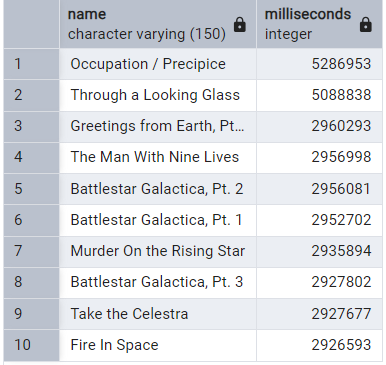 name milliseconds
character varying (150) integer
1 Occupation / Precipice 5286953
2 Through a Looking Glass 5088838
3 Greetings from Earth, Pt... 2960293
4 The Man With Nine Lives 2956998
5 Battlestar Galactica, Pt. 2 2956081
6 Battlestar Galactica, Pt. 1 2952702
7 Murder On the Rising Star 2935894
8 Battlestar Galactica, Pt. 3 2927802
9 Take the Celestra 2927677
10 Fire In Space 2926593